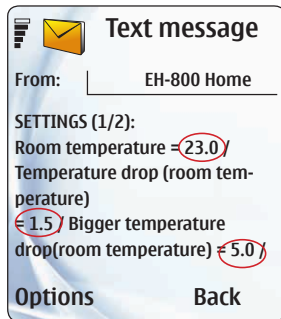 Text message
From: EH-800 Home
SETTINGS (1/2):
Room temperature = 23.0 /
Temperature drop (room tem-
perature)
= 1.5 / Bigger temperature
drop(room temperature) = 5.0 /
Options Back